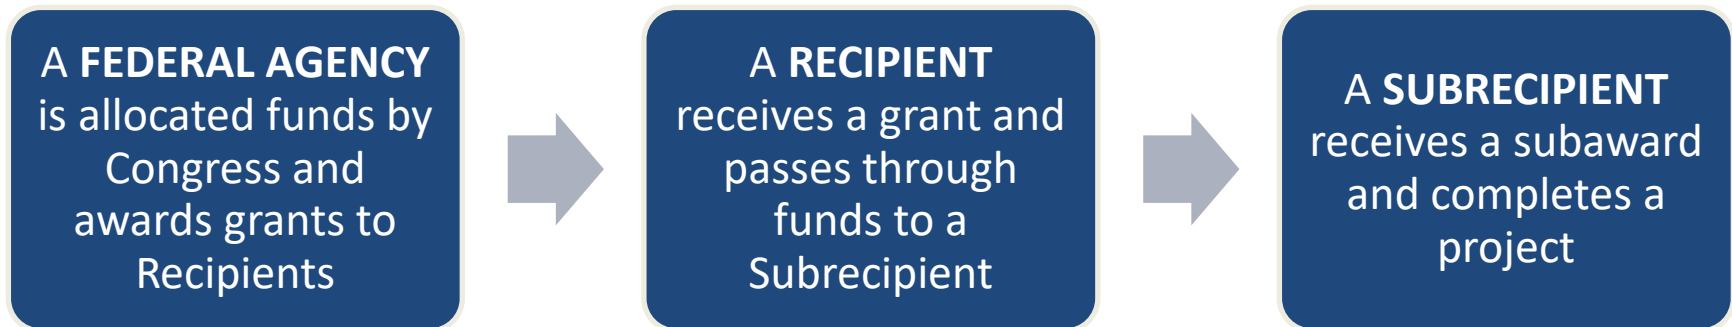 A FEDERAL AGENCY
is allocated funds by
Congress and
awards grants to
Recipients
A RECIPIENT
receives a grant and
passes through
funds to a
Subrecipient
A SUBRECIPIENT
receives a subaward
and completes a
project